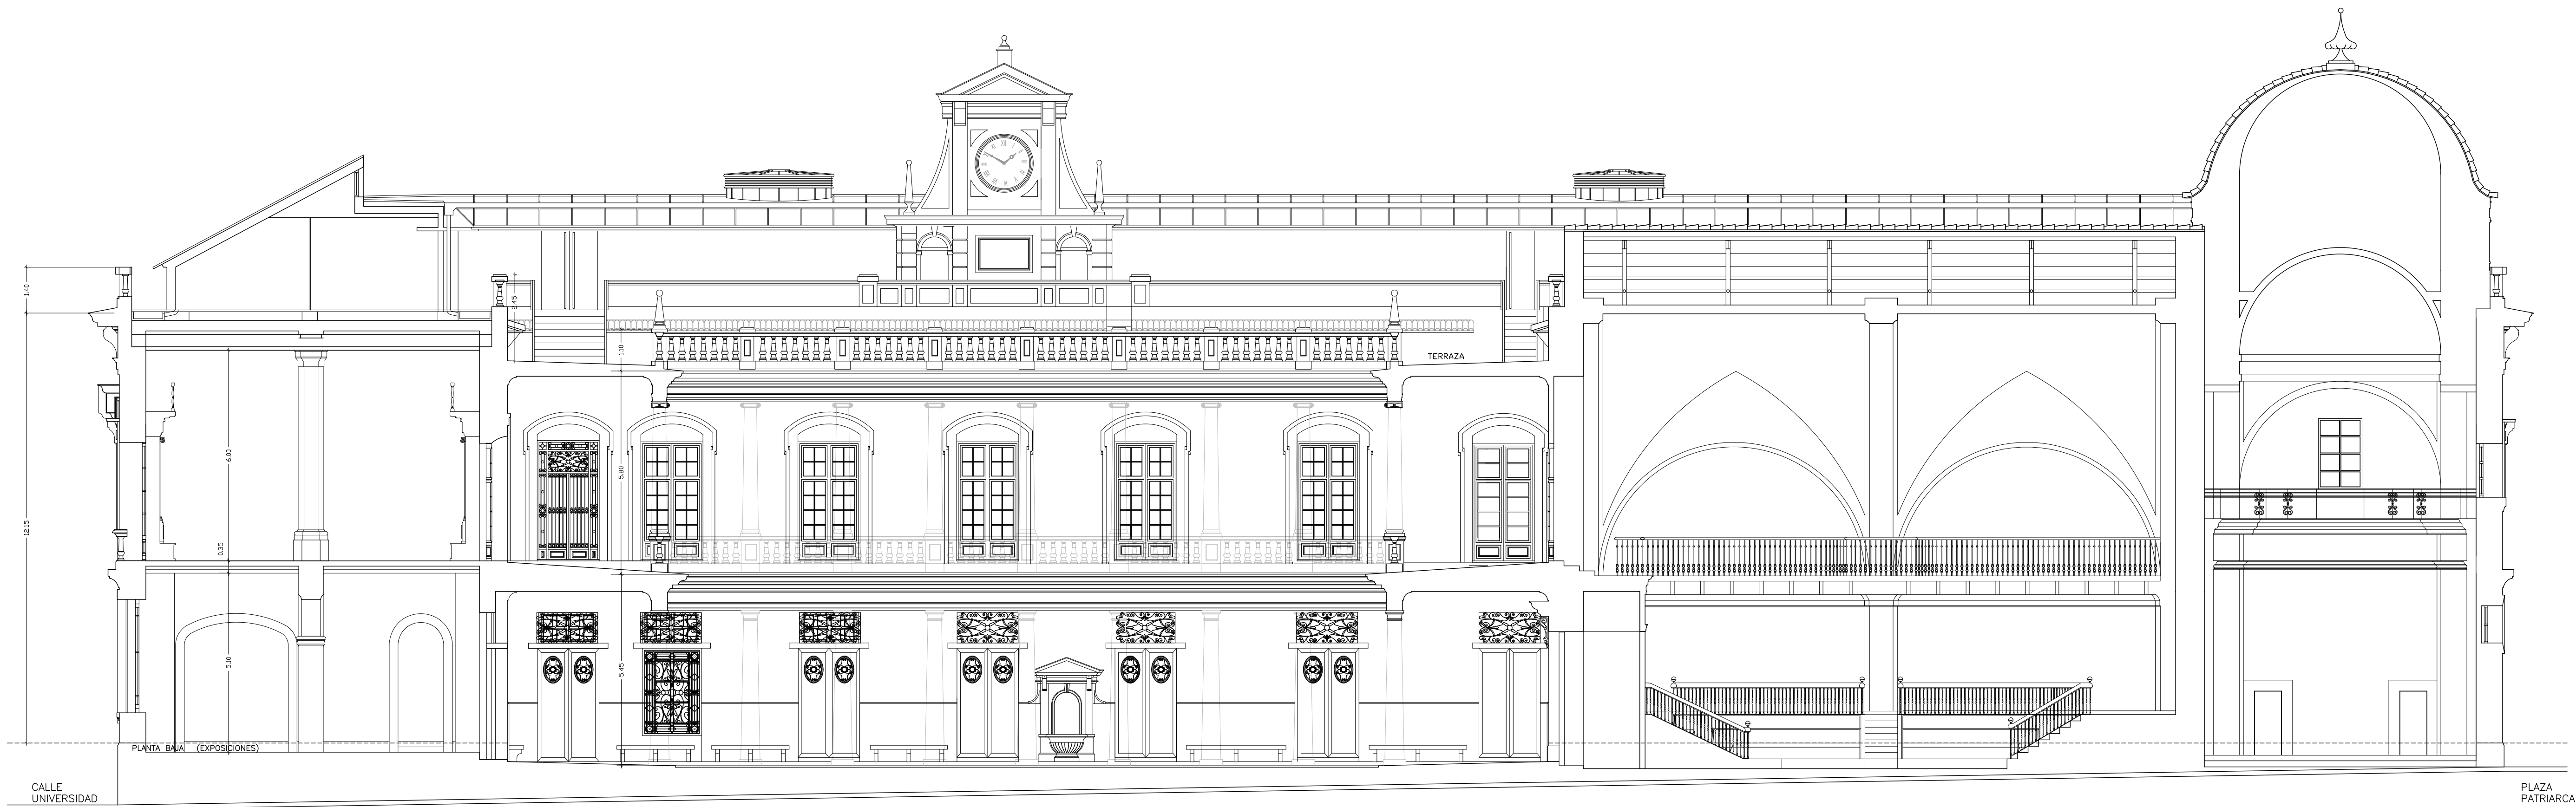 1.40
2.45
1.10
TERRAZA
6.00
5.80
12.15
0.35
5.10
5.45
PLANTA BAJA (EXPOSICIONES)
CALLE
UNIVERSIDAD
PLAZA
PATRIARCA